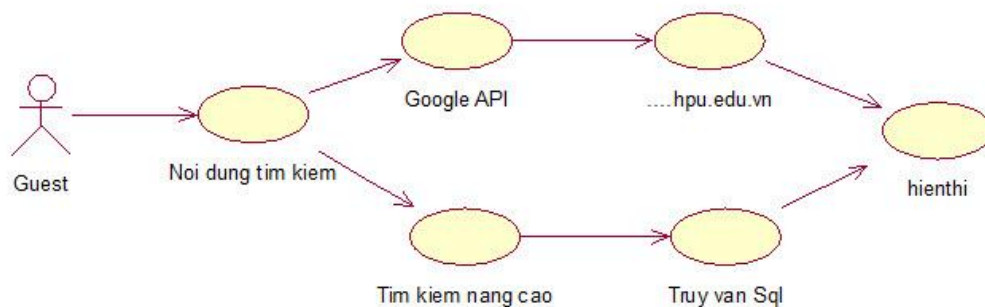 Google API
....hpu.edu.vn
Guest
Noi dung tim kiem
hienthi
Tim kiem nang cao
Truy van Sql